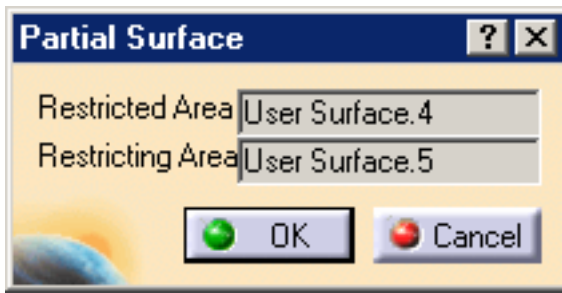 Partial Surface ? X
Restricted Area User Surface.4
Restricting Area User Surface.5
OK Cancel